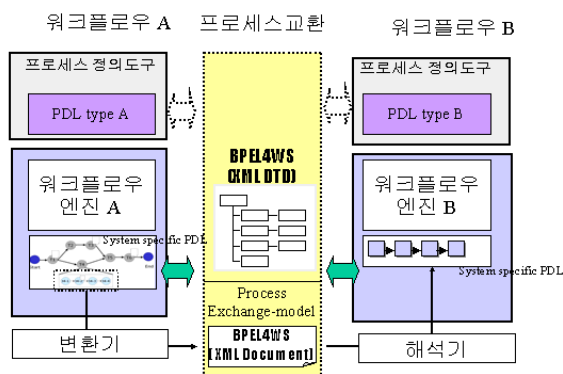 워크플로우 A
프로세스교환
워크플로우 B
프로세스 정의도구
PDL type A
프로세스 정의도구
PDL type B
BPEL4WS
(XML DTD)
워크플로우
엔진 A
System specific PDL
Start
End
워크플로우
엔진 B
System specific PDL
Process
Exchange-model
BPEL4WS
[XML Document]
변환기
해석기